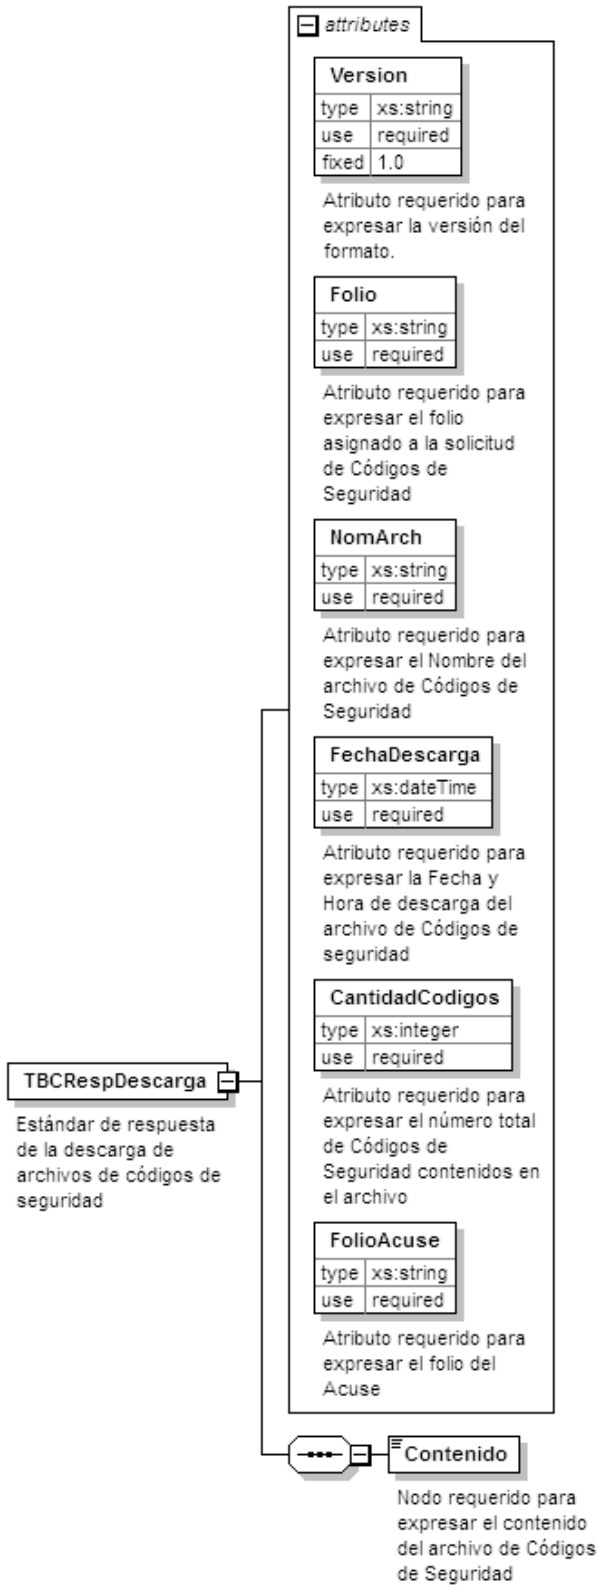 attributes
Version
type xs:string
use required
fixed 1.0
Atributo requerido para
expresar la versión del
formato.
Folio
type xs:string
use required
Atributo requerido para
expresar el folio
asignado a la solicitud
de Códigos de
Seguridad
NomArch
type xs:string
use required
Atributo requerido para
expresar el Nombre del
archivo de Códigos de
Seguridad
FechaDescarga
type xs:dateTime
use required
Atributo requerido para
expresar la Fecha y
Hora de descarga del
archivo de Códigos de
seguridad
CantidadCodigos
type xs:integer
use required
Atributo requerido para
expresar el número total
de Códigos de
Seguridad contenidos en
el archivo
FolioAcuse
type xs:string
use required
Atributo requerido para
expresar el folio del
Acuse
TBCRespDescarga
Estándar de respuesta
de la descarga de
archivos de códigos de
seguridad
Contenido
Nodo requerido para
expresar el contenido
del archivo de Códigos
de Seguridad